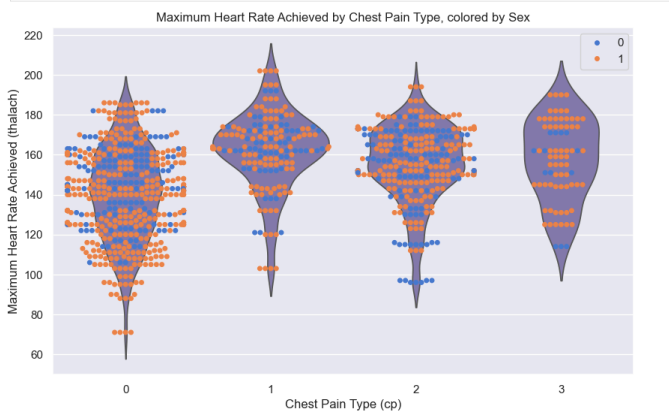 Maximum Heart Rate Achieved by Chest Pain Type, colored by Sex
220
0
1
200
180
160
140
120
100
80
60
Maximum Heart Rate Achieved (thalach)
0 1 2 3
Chest Pain Type (cp)